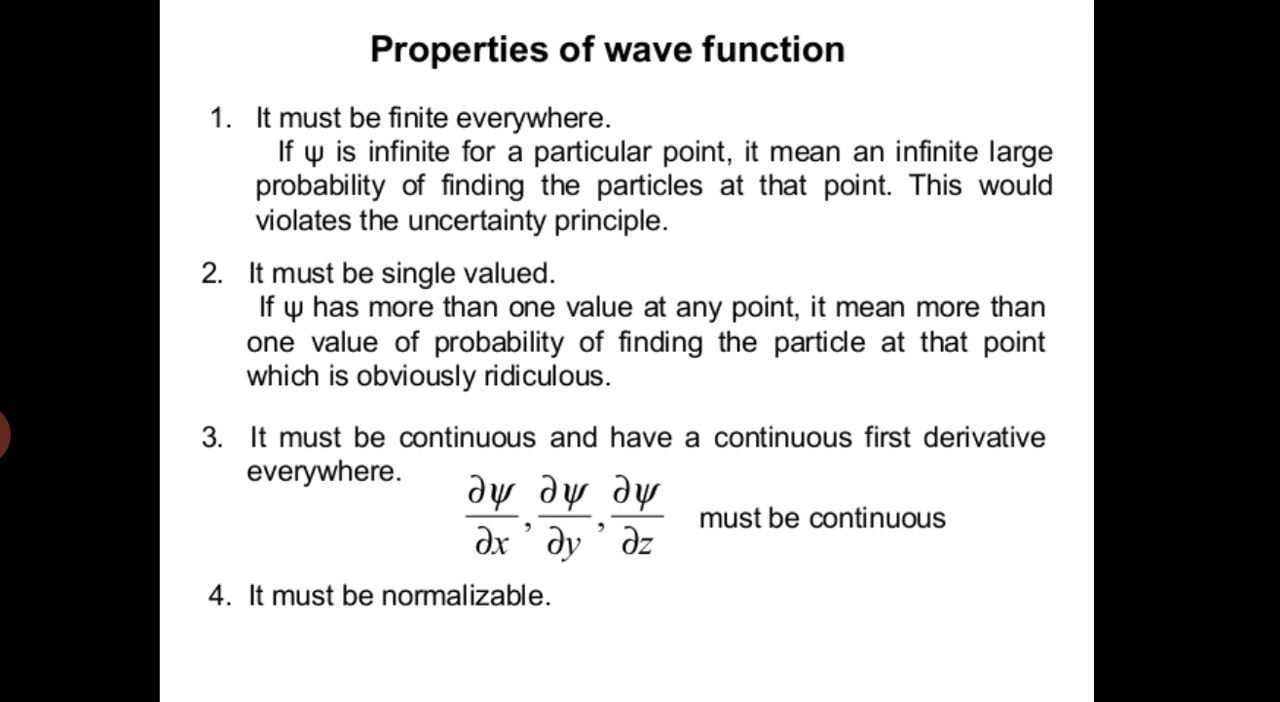 Properties of wave function
1. It must be finite everywhere.
If ψ is infinite for a particular point, it mean an infinite large
probability of finding the particles at that point. This would
violates the uncertainty principle.
2. It must be single valued.
If ψ has more than one value at any point, it mean more than
one value of probability of finding the particle at that point
which is obviously ridiculous.
3. It must be continuous and have a continuous first derivative
everywhere.
∂ψ/∂x, ∂ψ/∂y, ∂ψ/∂z must be continuous
4. It must be normalizable.